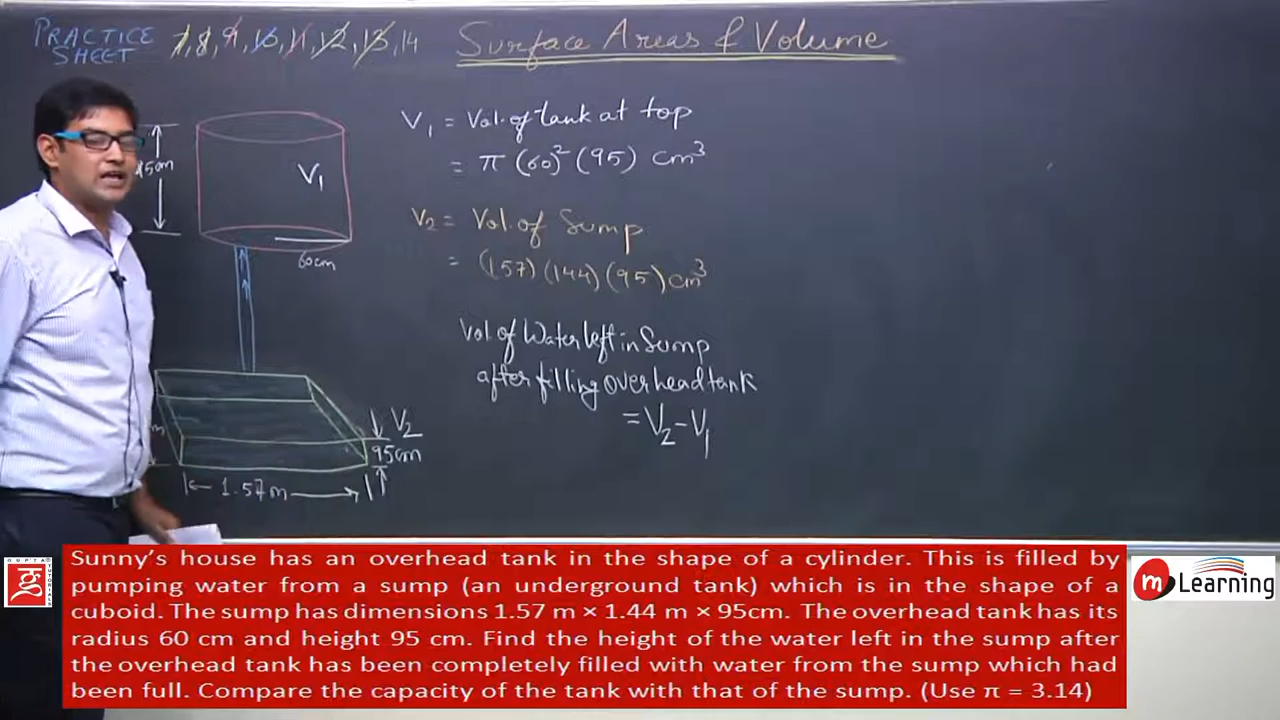 PRACTICE SHEET 7, 8, 9, 10, 11, 12, 13, 14
Surface Areas & Volume
V₁ = Vol. of tank at top
= π (60)² (95) cm³
V₂ = Vol. of Sump
= (157) (144) (95) cm³
Vol of Water left in Sump
after filling overhead tank
= V₂ - V₁
95cm
V₁
60cm
V₂
95cm
1.57m
Sunny's house has an overhead tank in the shape of a cylinder. This is filled by
pumping water from a sump (an underground tank) which is in the shape of a
cuboid. The sump has dimensions 1.57 m × 1.44 m × 95cm. The overhead tank has its
radius 60 cm and height 95 cm. Find the height of the water left in the sump after
the overhead tank has been completely filled with water from the sump which had
been full. Compare the capacity of the tank with that of the sump. (Use π = 3.14)
GUPTA
TUTORIALS
m Learning